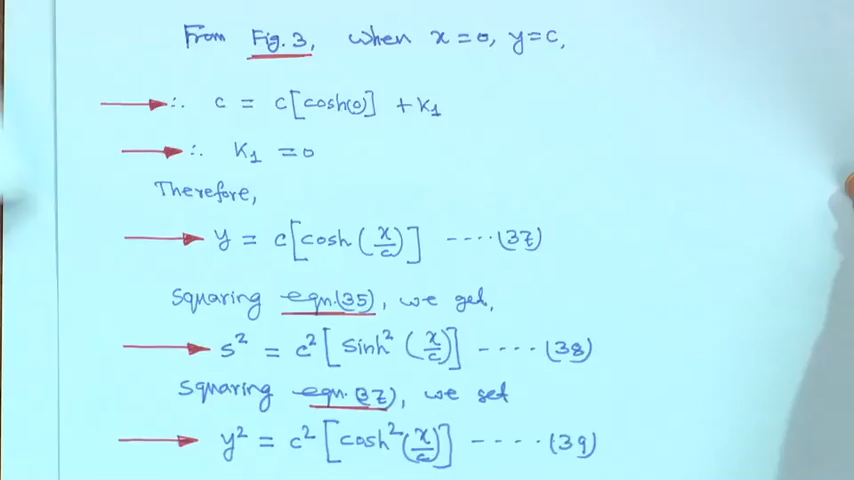 From Fig. 3, when x=0, y=c,
∴ c = c[cosh(0)] + K₁
∴ K₁ = 0
Therefore,
y = c[cosh(x/c)] ----(37)
Squaring eqn.(35), we get,
s² = c²[sinh²(x/c)] ----(38)
Squaring eqn.(37), we get
y² = c²[cosh²(x/c)] ----(39)